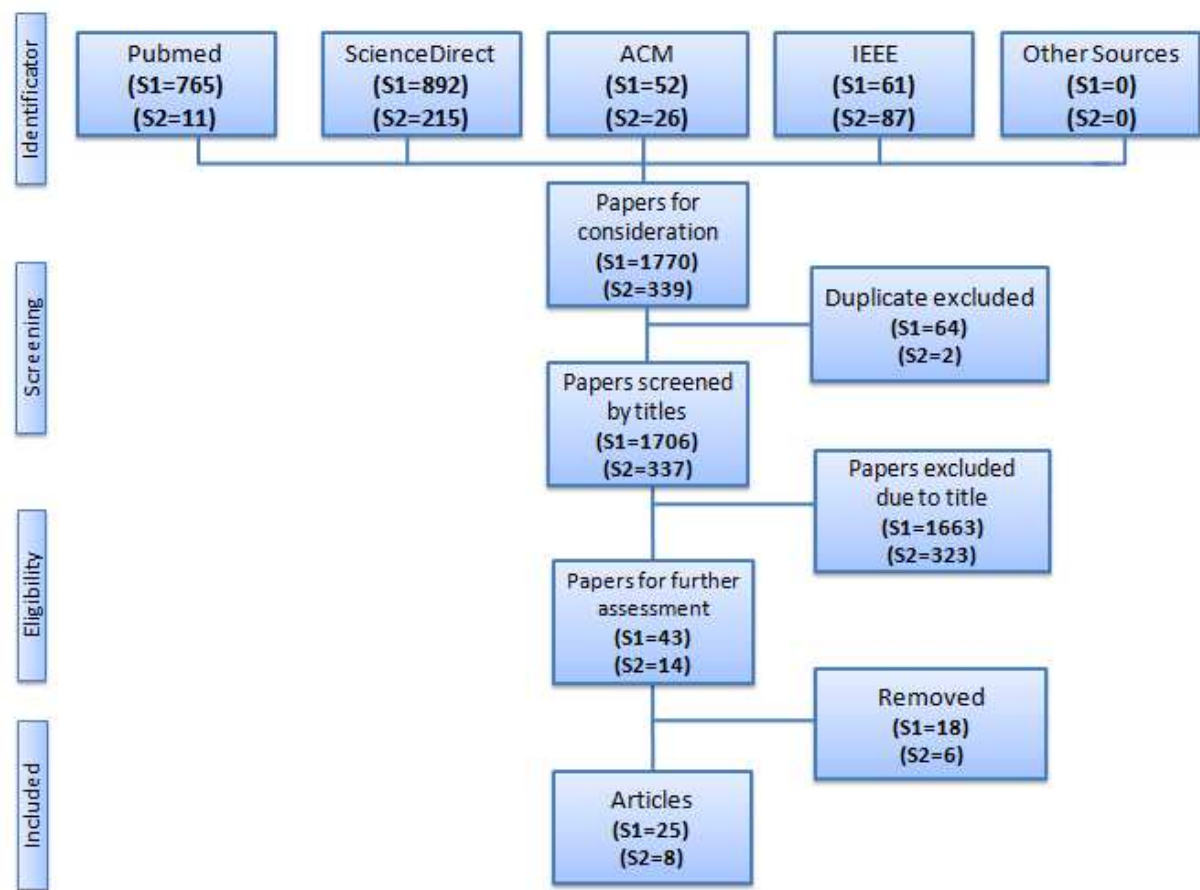 Identificator
Pubmed
(S1=765)
(S2=11)
ScienceDirect
(S1=892)
(S2=215)
ACM
(S1=52)
(S2=26)
IEEE
(S1=61)
(S2=87)
Other Sources
(S1=0)
(S2=0)
Papers for
consideration
(S1=1770)
(S2=339)
Screening
Duplicate excluded
(S1=64)
(S2=2)
Papers screened
by titles
(S1=1706)
(S2=337)
Papers excluded
due to title
(S1=1663)
(S2=323)
Eligibility
Papers for further
assessment
(S1=43)
(S2=14)
Removed
(S1=18)
(S2=6)
Included
Articles
(S1=25)
(S2=8)